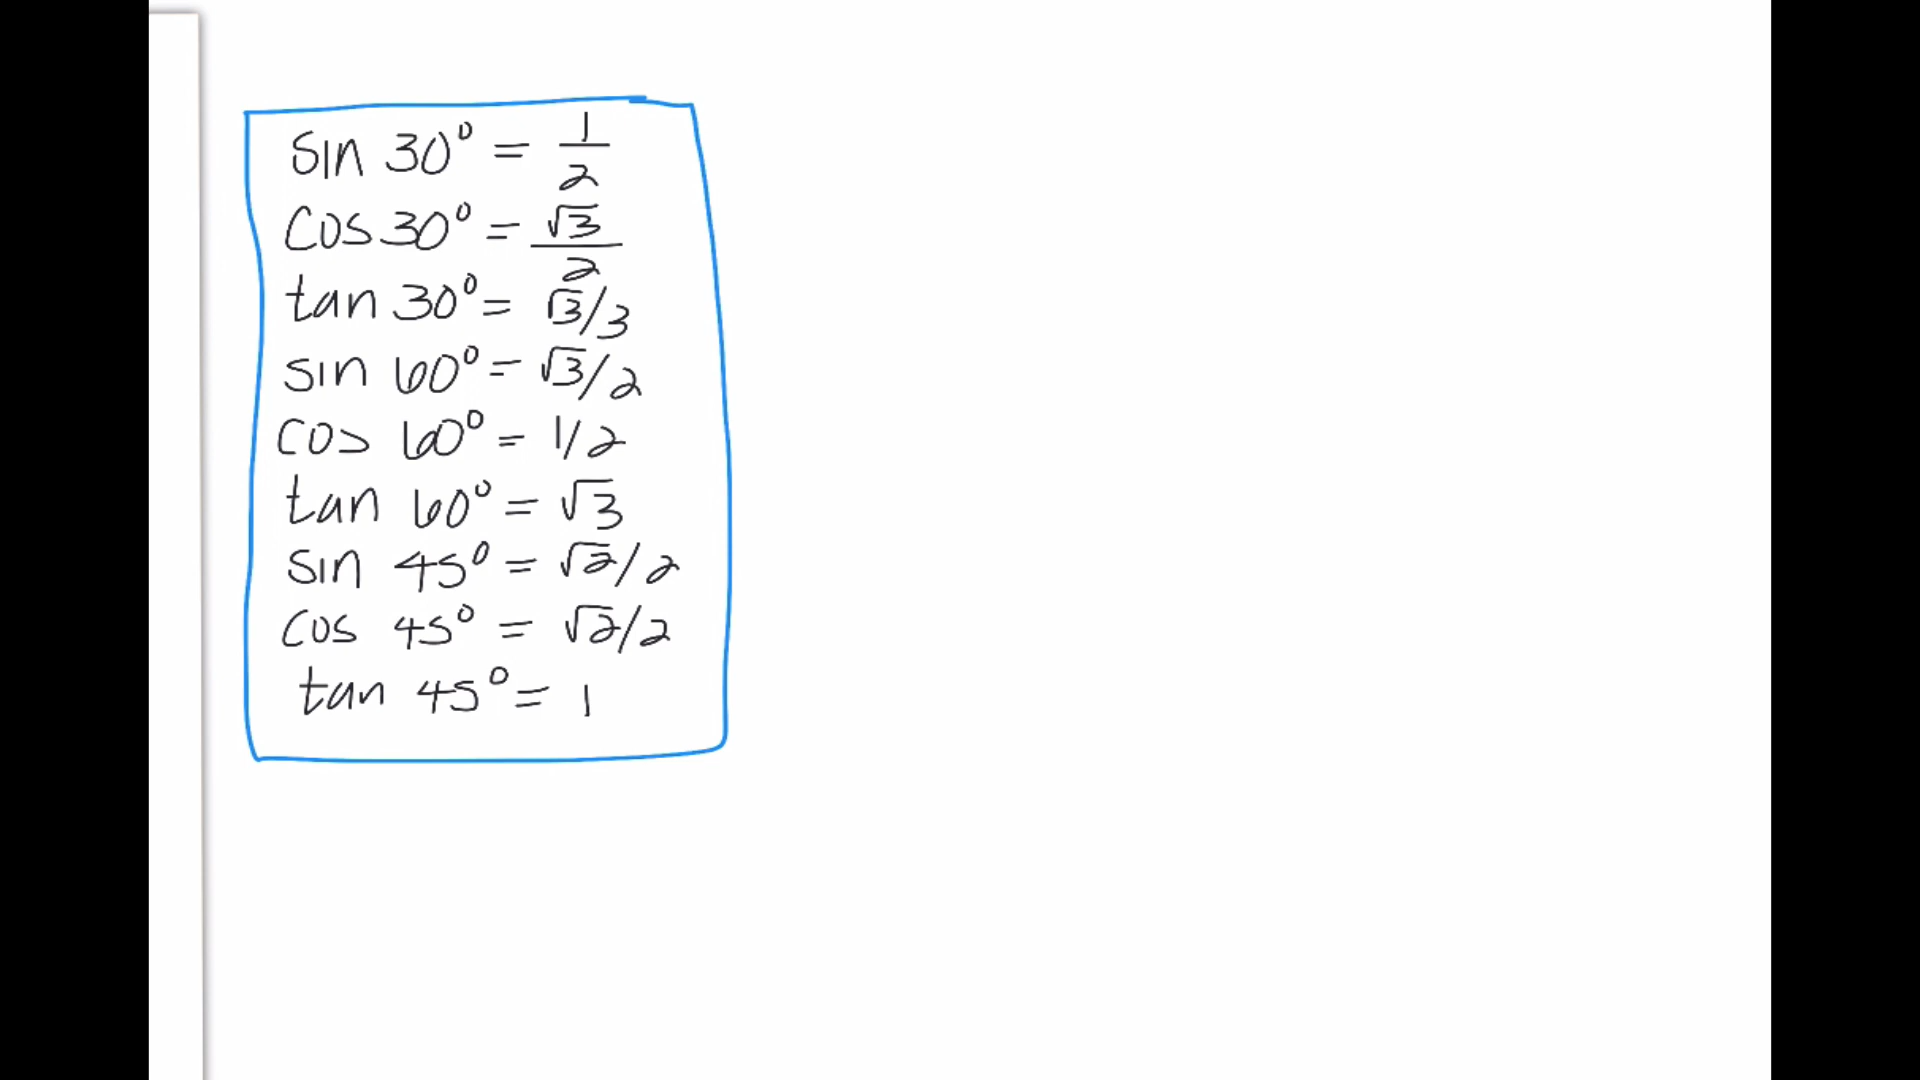 sin 30° = 1/2
cos 30° = √3/2
tan 30° = √3/3
sin 60° = √3/2
cos 60° = 1/2
tan 60° = √3
sin 45° = √2/2
cos 45° = √2/2
tan 45° = 1